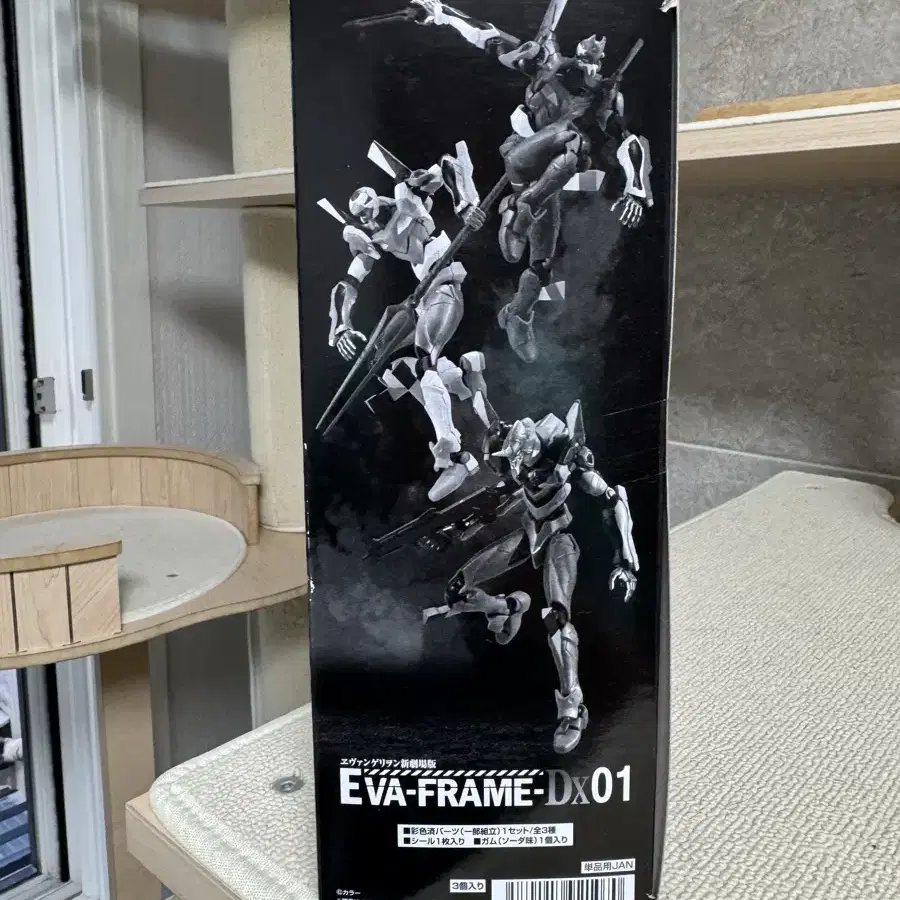 ヱヴァンゲリヲン新劇場版
EVA-FRAME-Dx01
■彩色済パーツ(一部組立)1セット/全3種
■シール1枚入り ■ガム(ソーダ味)1個入り
単品用JAN
3個入り
©カラー